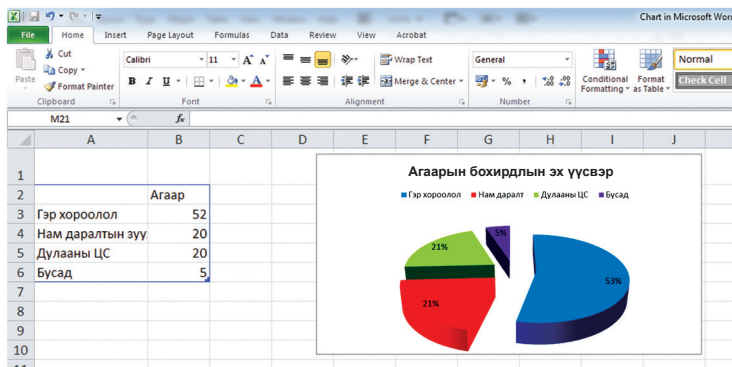 Chart in Microsoft Word
File Home Insert Page Layout Formulas Data Review View Acrobat
Cut Calibri 11 Wrap Text General Normal
Copy
Paste Format Painter B I U Merge & Center % Conditional Formatting Format as Table Check Cell
Clipboard Font Alignment Number
M21 fx
A B C D E F G H I J
1 Агаарын бохирдлын эх үүсвэр
2 Агаар Гэр хороолол Нам даралт Дулааны ЦС Бусад
3 Гэр хороолол 52
4 Нам даралтын зуу 20
5 Дулааны ЦС 20
6 Бусад 5
5%
21%
53%
21%
7
8
9
10
11